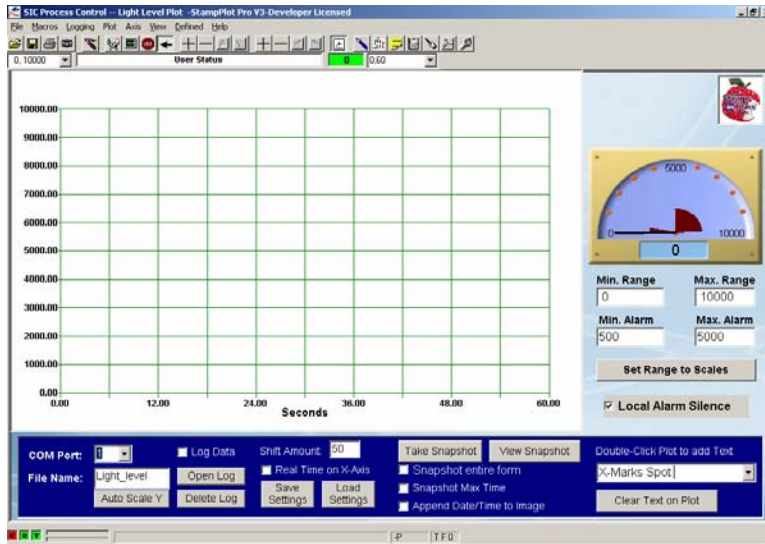 SIC Process Control -- Light Level Plot -StampPlot Pro V3-Developer Licensed
File Macros Logging Plot Axis View Defined Help
0, 10000 User Status 0 0,60
10000.00
9000.00
8000.00
7000.00
6000.00
5000.00
4000.00
3000.00
2000.00
1000.00
0.00
0.00 12.00 24.00 36.00 48.00 60.00
Seconds
5000
0 10000
0
Min. Range Max. Range
0 10000
Min. Alarm Max. Alarm
500 5000
Set Range to Scales
Local Alarm Silence
COM Port: 1 Log Data Shift Amount: 50 Take Snapshot View Snapshot Double-Click Plot to add Text
File Name: Light_level Open Log Real Time on X-Axis Snapshot entire form X-Marks Spot
Auto Scale Y Delete Log Save Settings Load Settings Snapshot Max Time Clear Text on Plot
Append Date/Time to Image
-P T F 0